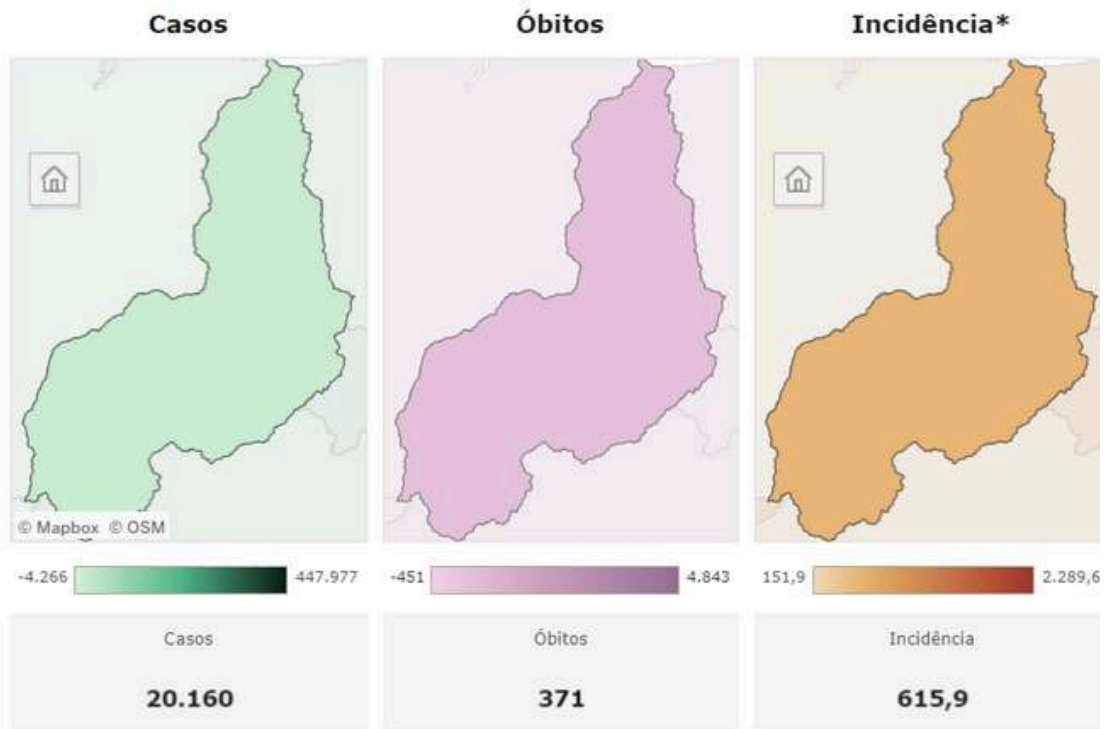 Casos Óbitos Incidência*
© Mapbox © OSM
-4.266 447.977 -451 4.843 151,9 2.289,6
Casos Óbitos Incidência
20.160 371 615,9